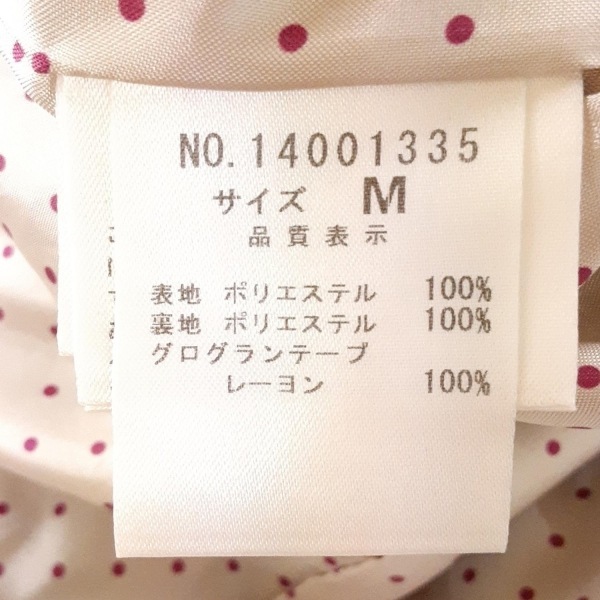 NO.14001335
サイズ M
品質表示
表地 ポリエステル 100%
裏地 ポリエステル 100%
グログランテープ
レーヨン 100%